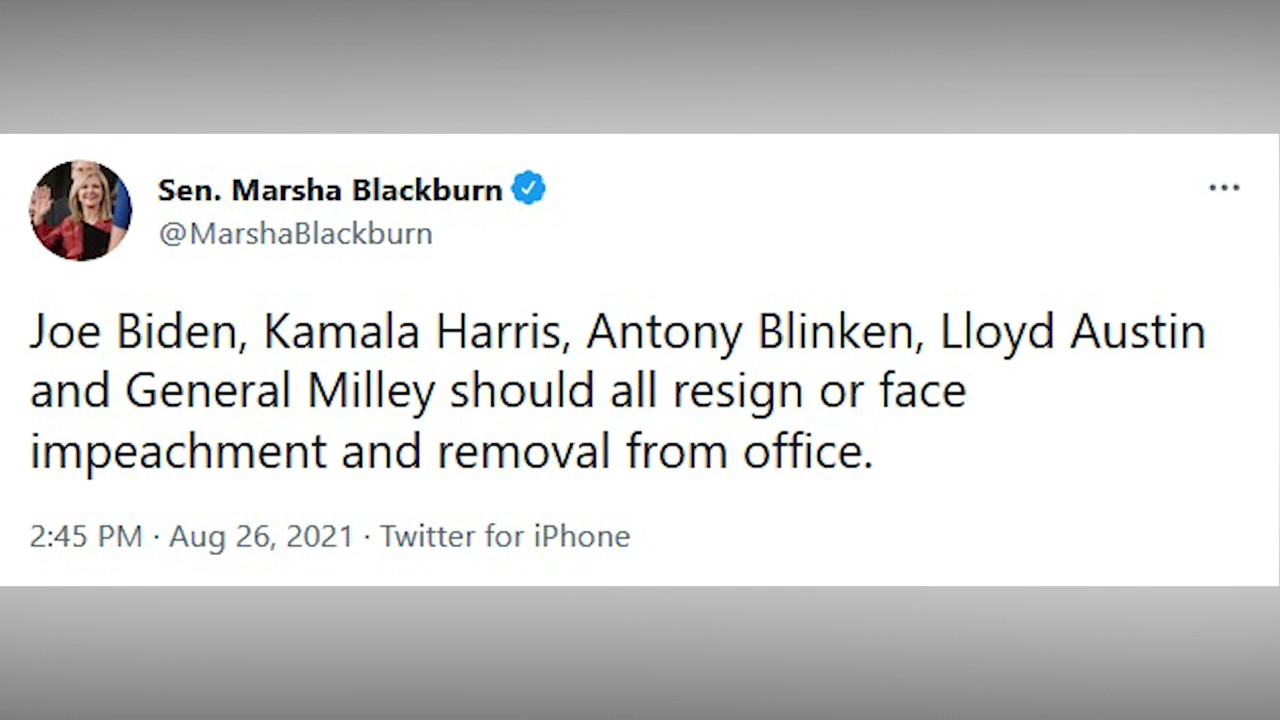 Sen. Marsha Blackburn
@MarshaBlackburn
Joe Biden, Kamala Harris, Antony Blinken, Lloyd Austin
and General Milley should all resign or face
impeachment and removal from office.
2:45 PM · Aug 26, 2021 · Twitter for iPhone